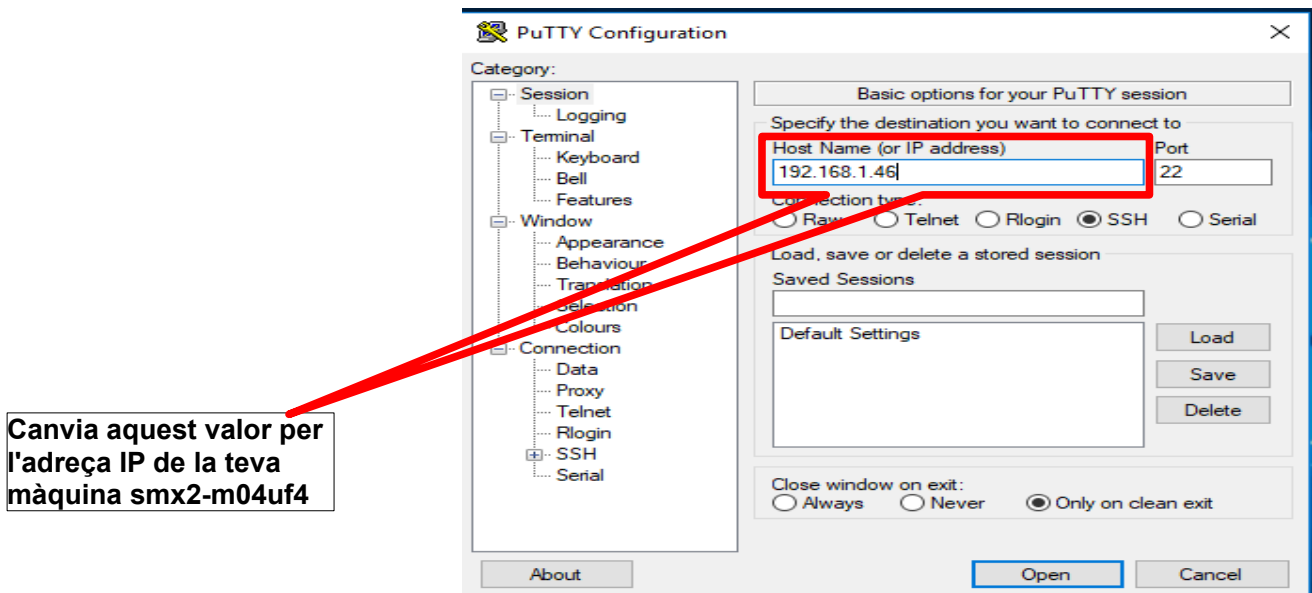 PuTTY Configuration
Category:
Session
Logging
Terminal
Keyboard
Bell
Features
Window
Appearance
Behaviour
Translation
Selection
Colours
Connection
Data
Proxy
Telnet
Rlogin
SSH
Serial
Basic options for your PuTTY session
Specify the destination you want to connect to
Host Name (or IP address) Port
192.168.1.46 22
Connection type:
Raw Telnet Rlogin SSH Serial
Load, save or delete a stored session
Saved Sessions
Default Settings
Load
Save
Delete
Close window on exit:
Always Never Only on clean exit
About Open Cancel
Canvia aquest valor per
l'adreça IP de la teva
màquina smx2-m04uf4